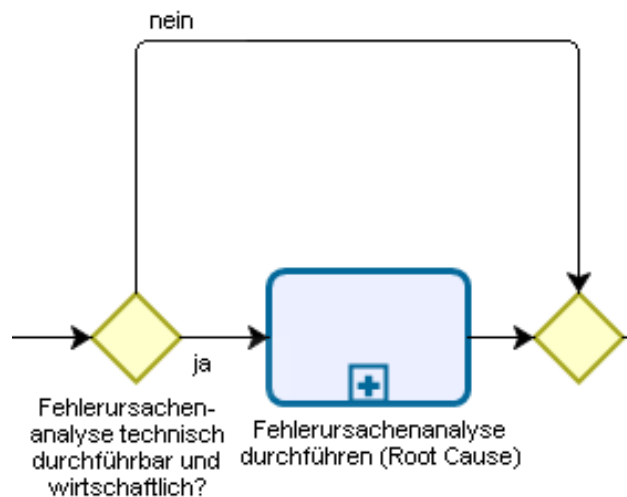 nein
ja
Fehlerursachen-
analyse technisch
durchführbar und
wirtschaftlich?
Fehlerursachenanalyse
durchführen (Root Cause)